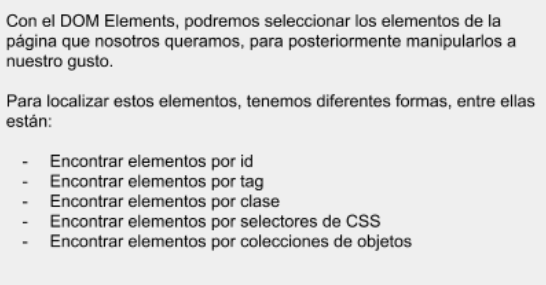 Con el DOM Elements, podremos seleccionar los elementos de la
página que nosotros queramos, para posteriormente manipularlos a
nuestro gusto.
Para localizar estos elementos, tenemos diferentes formas, entre ellas
están:
- Encontrar elementos por id
- Encontrar elementos por tag
- Encontrar elementos por clase
- Encontrar elementos por selectores de CSS
- Encontrar elementos por colecciones de objetos